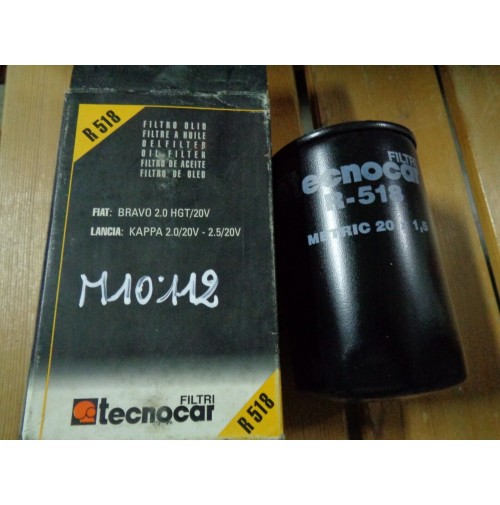 R 518
FILTRO OLIO
FILTRE A HUILE
OELFILTER
OIL FILTER
FILTRO DE ACEITE
FILTRO DE OLEO
FIAT: BRAVO 2.0 HGT/20V
LANCIA: KAPPA 2.0/20V - 2.5/20V
M10:112
FILTRI
tecnocar
R 518
FILTRI
tecnocar
R-518
METRIC 20 X 1,5